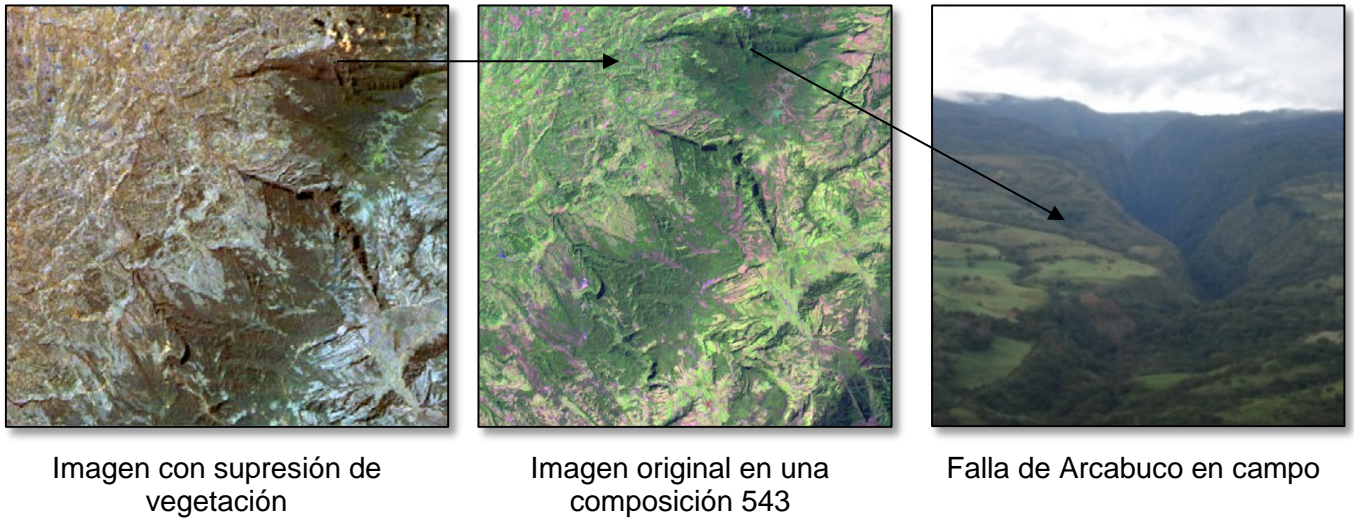 Imagen con supresión de
vegetación
Imagen original en una
composición 543
Falla de Arcabuco en campo